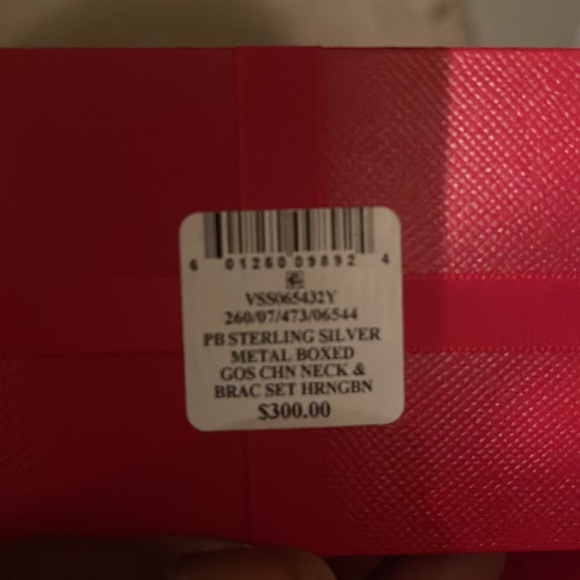 6 01260 09892 4
VSS065432Y
260/07/473/06544
PB STERLING SILVER
METAL BOXED
GOS CHN NECK &
BRAC SET HRNGBN
$300.00